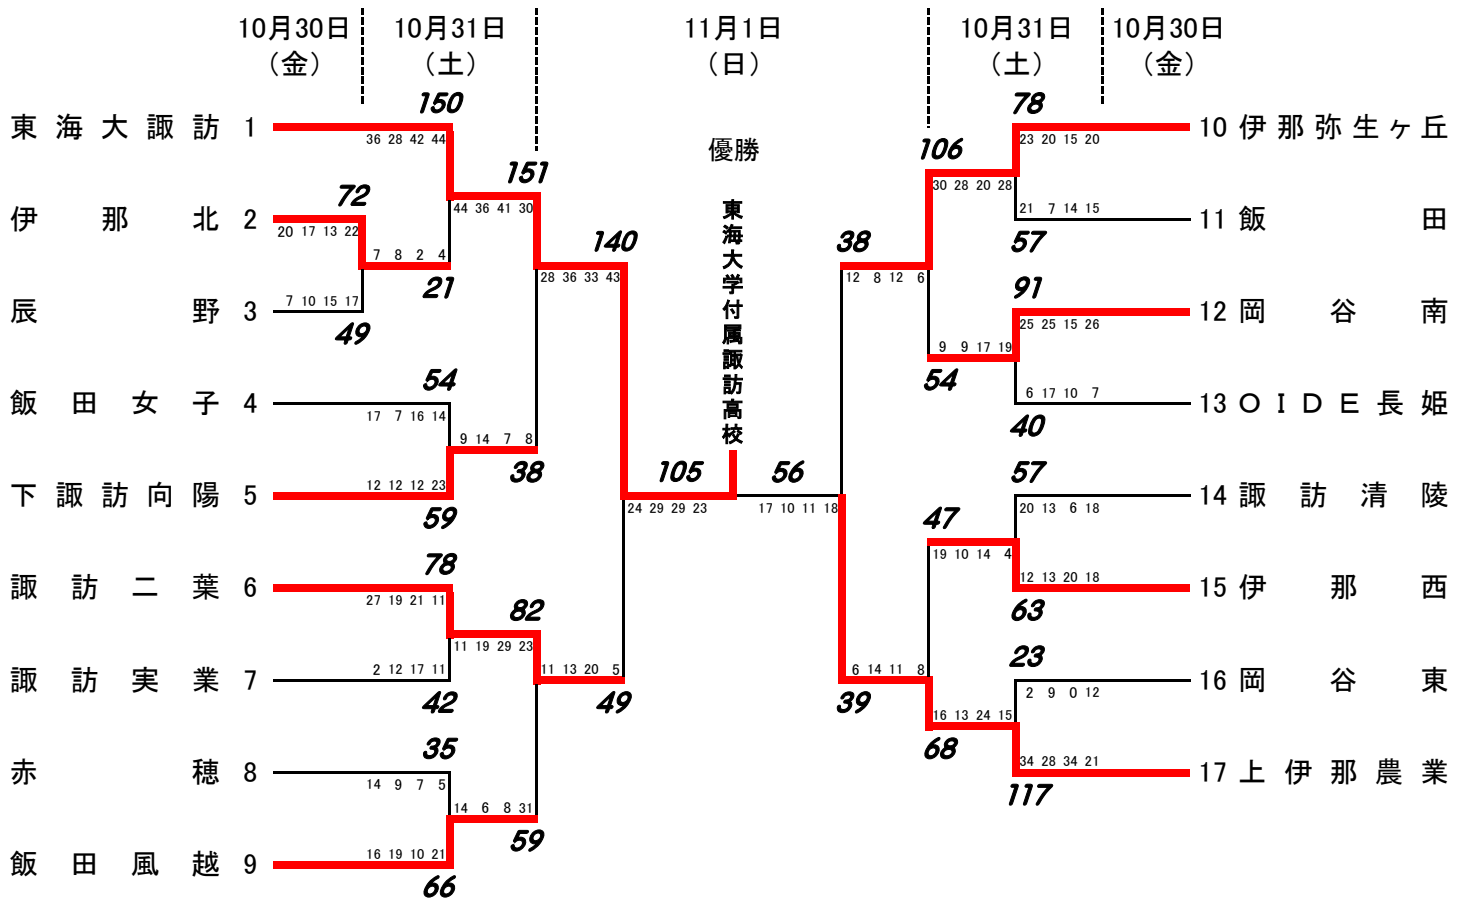 10月30日 10月31日 11月1日 10月31日 10月30日
(金) (土) (日) (土) (金)
優勝
東海大学付属諏訪高校
東海大諏訪 1
150
36 28 42 44
伊那北 2
72
20 17 13 22
7 8 2 4
21
辰野 3
7 10 15 17
49
151
44 36 41 30
飯田女子 4
54
17 7 16 14
9 14 7 8
38
下諏訪向陽 5
12 12 12 23
59
140
28 36 33 43
諏訪二葉 6
78
27 19 21 11
82
11 19 29 23
諏訪実業 7
2 12 17 11
42
11 13 20 5
49
赤穂 8
35
14 9 7 5
14 6 8 31
59
飯田風越 9
16 19 10 21
66
105
24 29 29 23
56
17 10 11 18
78
23 20 15 20
10 伊那弥生ヶ丘
106
30 28 20 28
21 7 14 15
57
11 飯田
38
12 8 12 6
91
25 25 15 26
12 岡谷南
9 9 17 19
54
6 17 10 7
40
13 OIDE長姫
57
20 13 6 18
14 諏訪清陵
47
19 10 14 4
12 13 20 18
63
15 伊那西
6 14 11 8
39
23
2 9 0 12
16 岡谷東
16 13 24 15
68
34 28 34 21
117
17 上伊那農業